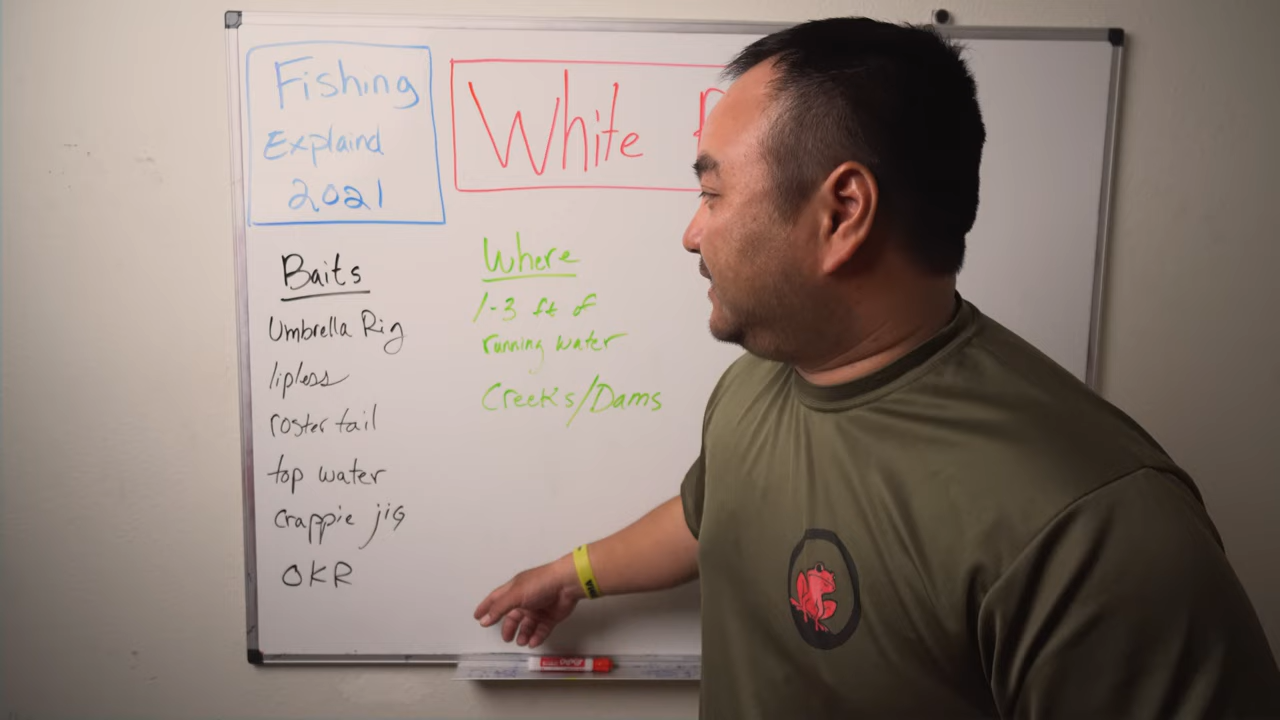 Fishing
Explaind
2021
White
Baits
Umbrella Rig
lipless
roster tail
top water
crappie jig
OKR
Where
1-3 ft of
running water
Creeks/Dams